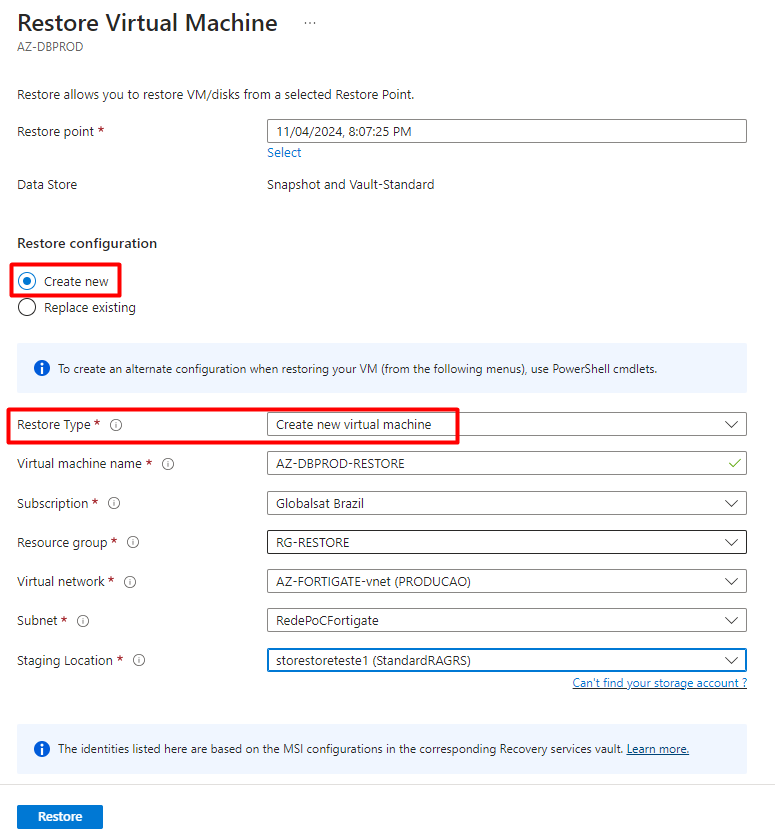 Restore Virtual Machine ...
AZ-DBPROD
Restore allows you to restore VM/disks from a selected Restore Point.
Restore point * 11/04/2024, 8:07:25 PM
Select
Data Store Snapshot and Vault-Standard
Restore configuration
Create new
Replace existing
To create an alternate configuration when restoring your VM (from the following menus), use PowerShell cmdlets.
Restore Type * Create new virtual machine
Virtual machine name * AZ-DBPROD-RESTORE
Subscription * Globalsat Brazil
Resource group * RG-RESTORE
Virtual network * AZ-FORTIGATE-vnet (PRODUCAO)
Subnet * RedePoCFortigate
Staging Location * storestoreteste1 (StandardRAGRS)
Can't find your storage account ?
The identities listed here are based on the MSI configurations in the corresponding Recovery services vault. Learn more.
Restore